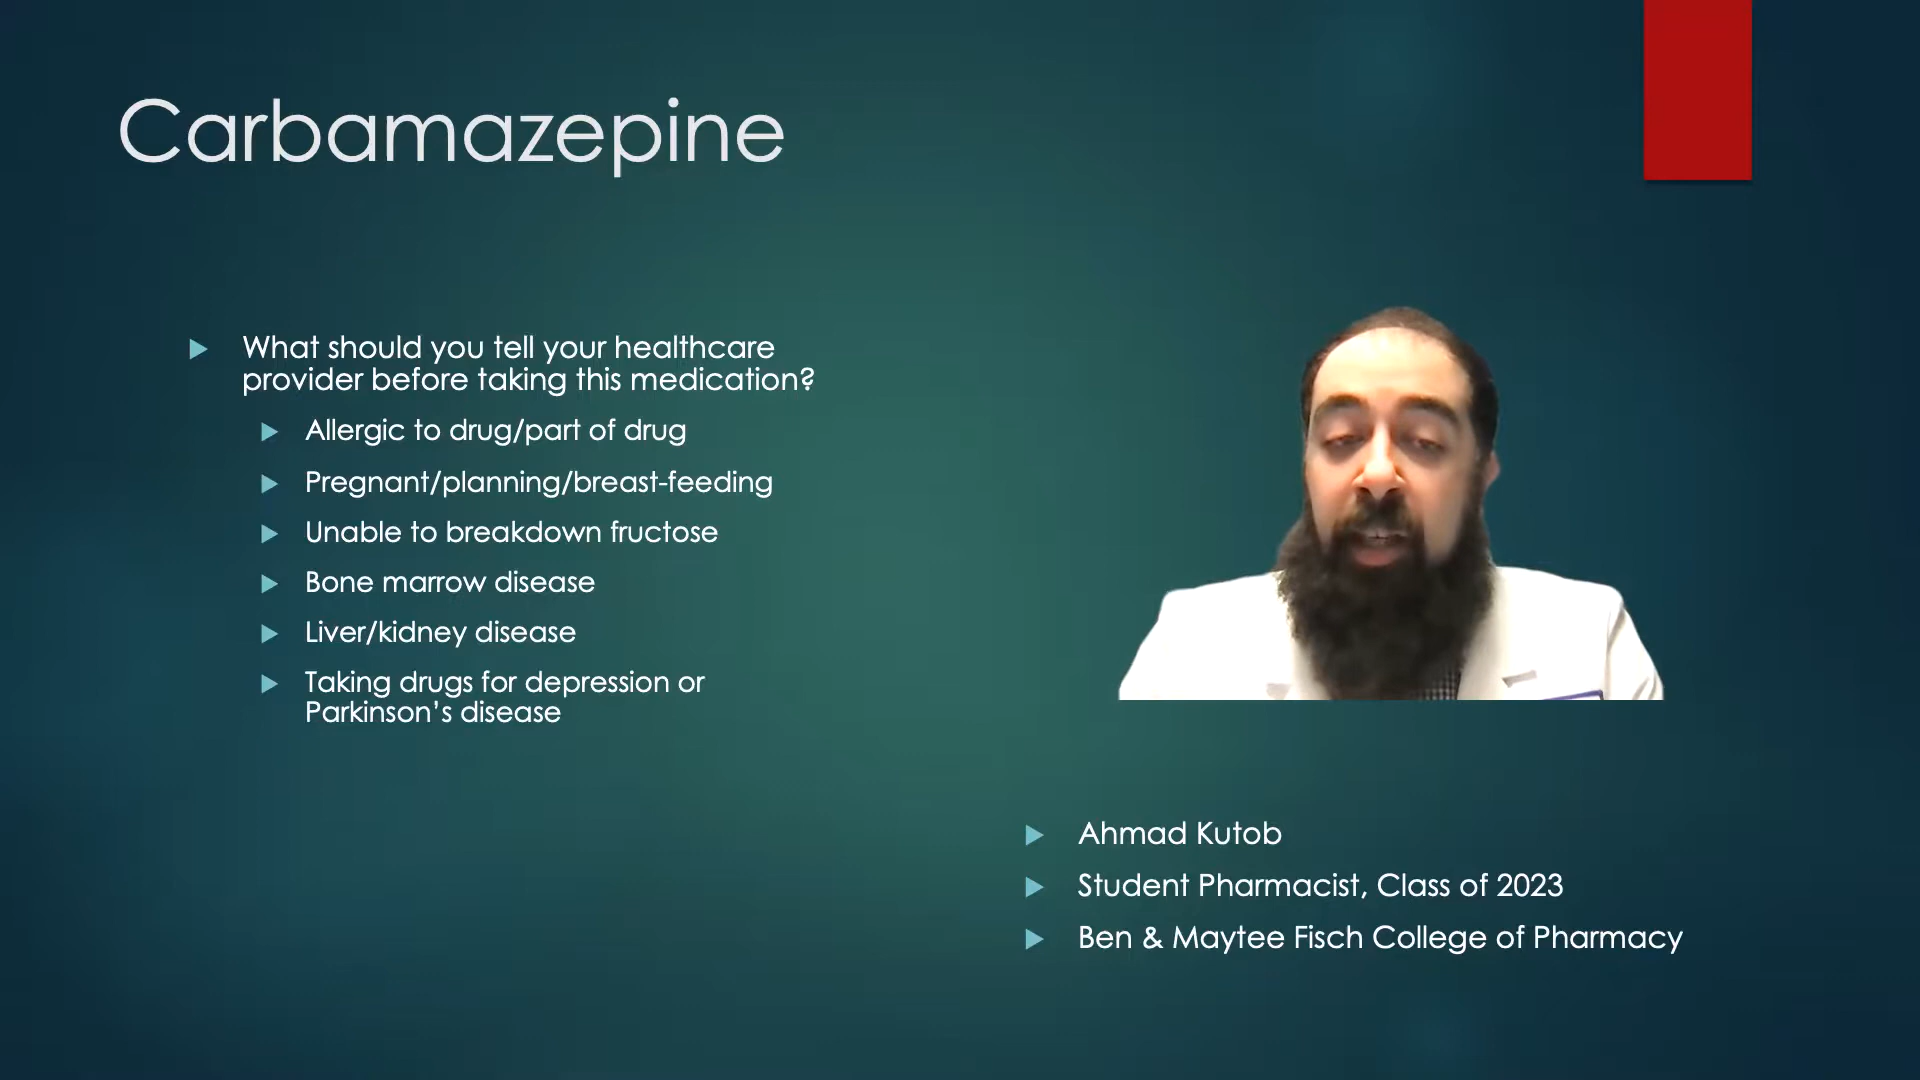 Carbamazepine
What should you tell your healthcare
provider before taking this medication?
Allergic to drug/part of drug
Pregnant/planning/breast-feeding
Unable to breakdown fructose
Bone marrow disease
Liver/kidney disease
Taking drugs for depression or
Parkinson’s disease
Ahmad Kutob
Student Pharmacist, Class of 2023
Ben & Maytee Fisch College of Pharmacy